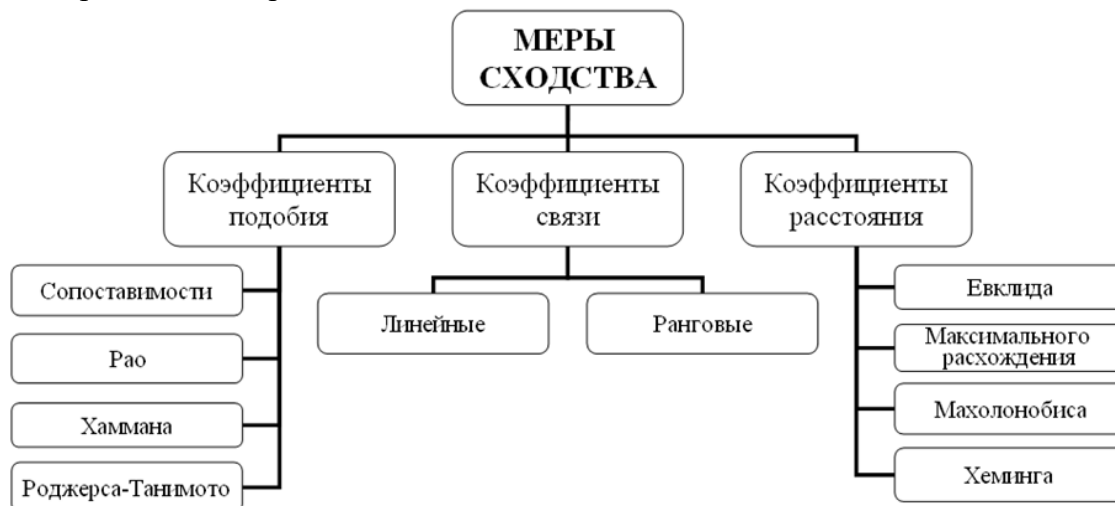 МЕРЫ
СХОДСТВА
Коэффициенты
подобия
Коэффициенты
связи
Коэффициенты
расстояния
Сопоставимости
Рао
Хаммана
Роджерса-Танимото
Линейные
Ранговые
Евклида
Максимального
расхождения
Махолонобиса
Хеминга